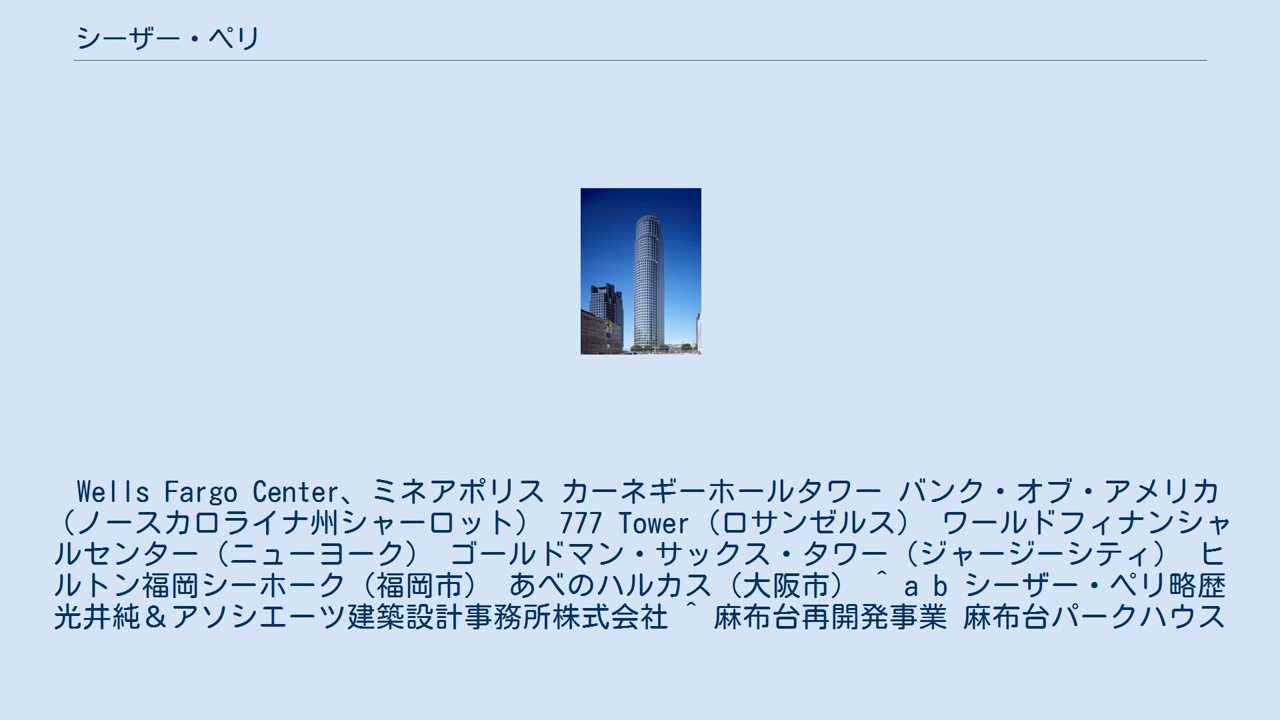 シーザー・ペリ
Wells Fargo Center、ミネアポリス カーネギーホールタワー バンク・オブ・アメリカ
（ノースカロライナ州シャーロット） 777 Tower（ロサンゼルス） ワールドフィナンシャ
ルセンター（ニューヨーク） ゴールドマン・サックス・タワー（ジャージーシティ） ヒ
ルトン福岡シーホーク（福岡市） あべのハルカス（大阪市） ^ a b シーザー・ペリ略歴
光井純＆アソシエーツ建築設計事務所株式会社 ^ 麻布台再開発事業 麻布台パークハウス